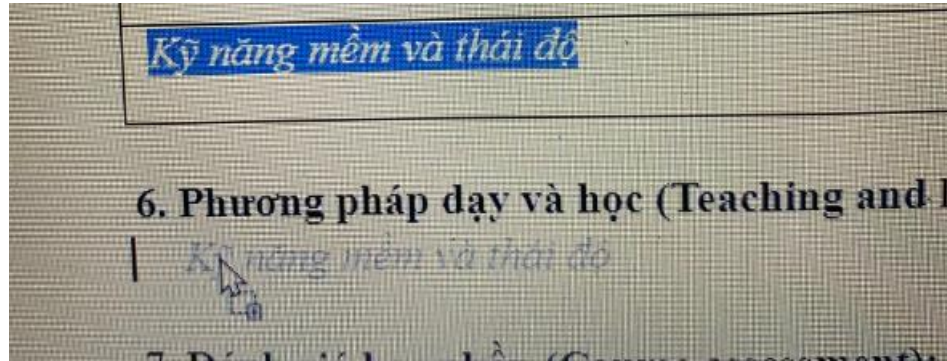 Kỹ năng mềm và thái độ
6. Phương pháp dạy và học (Teaching and
Kỹ năng mềm và thái độ